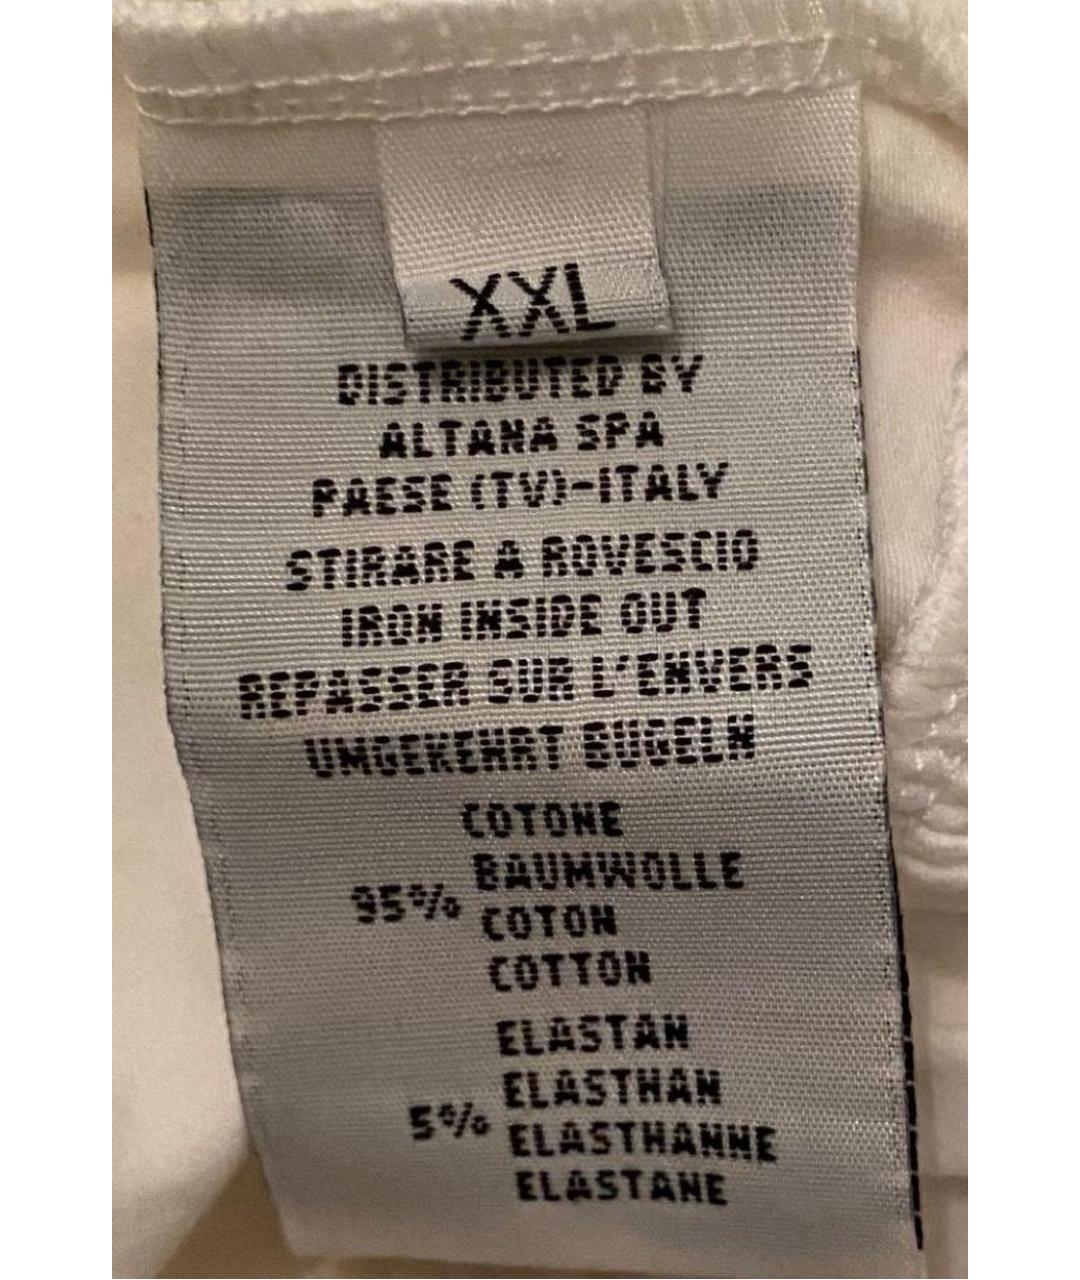 XXL
DISTRIBUTED BY
ALTANA SPA
PAESE (TV)-ITALY
STIRARE A ROVESCIO
IRON INSIDE OUT
REPASSER SUR L'ENVERS
UMGEKEHRT BUGELN
COTONE
BAUMWOLLE
95% COTON
COTTON
ELASTAN
ELASTHAN
5% ELASTHANNE
ELASTANE